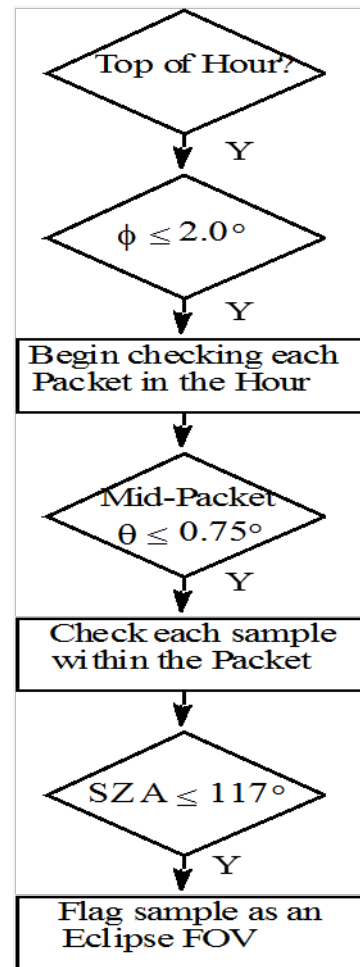 Top of Hour?
Y
ϕ ≤ 2.0°
Y
Begin checking each
Packet in the Hour
Mid-Packet
θ ≤ 0.75°
Y
Check each sample
within the Packet
SZA ≤ 117°
Y
Flag sample as an
Eclipse FOV